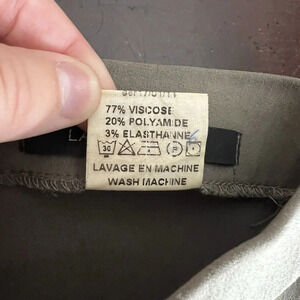 77% VISCOSE
20% POLYAMIDE
3% ELASTHANNE
30
LAVAGE EN MACHINE
WASH MACHINE